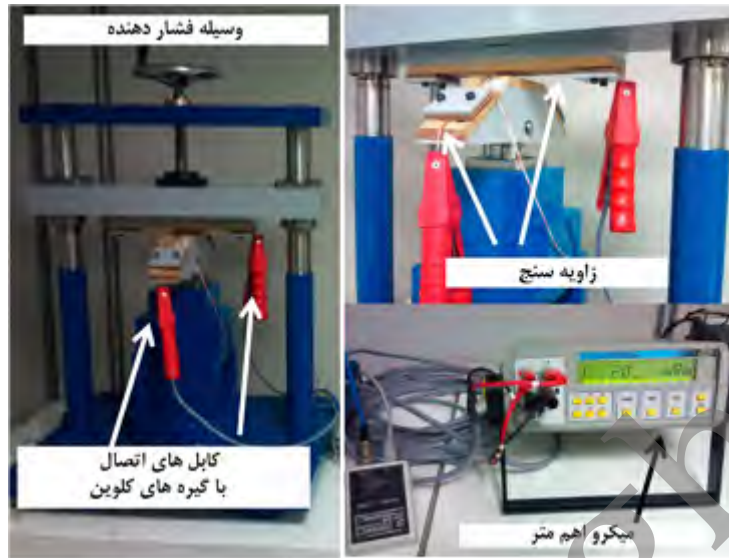 وسیله فشار دهنده
زاویه سنج
کابل های اتصال
با گیره های کلوین
میکرو اهم متر